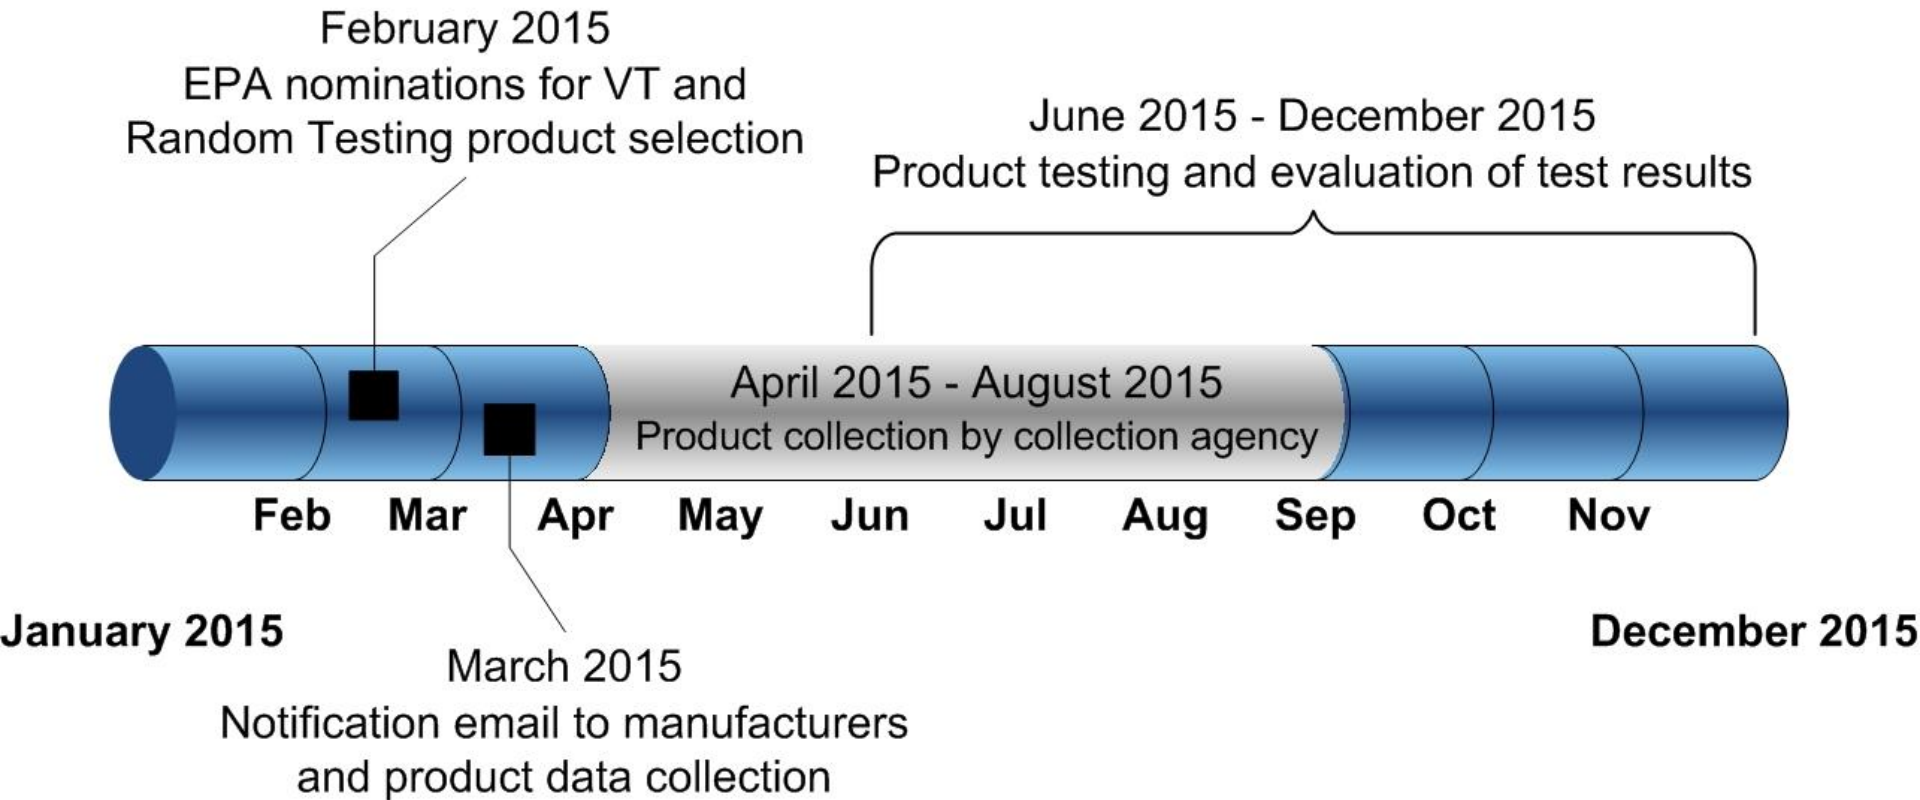 February 2015
EPA nominations for VT and
Random Testing product selection
June 2015 - December 2015
Product testing and evaluation of test results
April 2015 - August 2015
Product collection by collection agency
Feb Mar Apr May Jun Jul Aug Sep Oct Nov
January 2015
December 2015
March 2015
Notification email to manufacturers
and product data collection